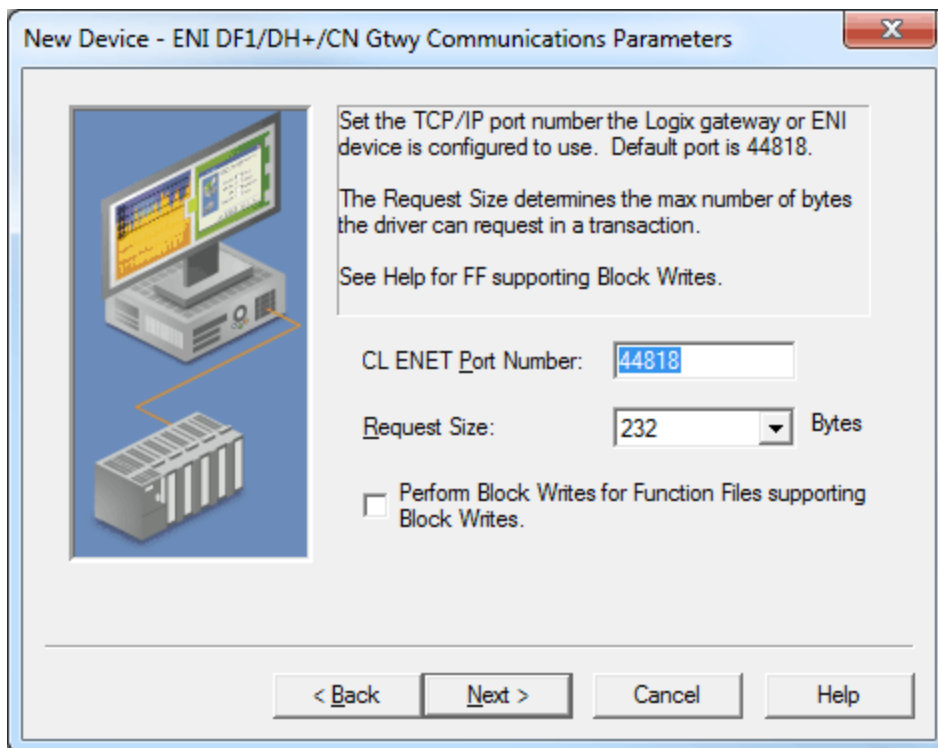 New Device - ENI DF1/DH+/CN Gtwy Communications Parameters
Set the TCP/IP port number the Logix gateway or ENI
device is configured to use.  Default port is 44818.
The Request Size determines the max number of bytes
the driver can request in a transaction.
See Help for FF supporting Block Writes.
CL ENET Port Number: 44818
Request Size: 232 Bytes
Perform Block Writes for Function Files supporting
Block Writes.
< Back Next > Cancel Help